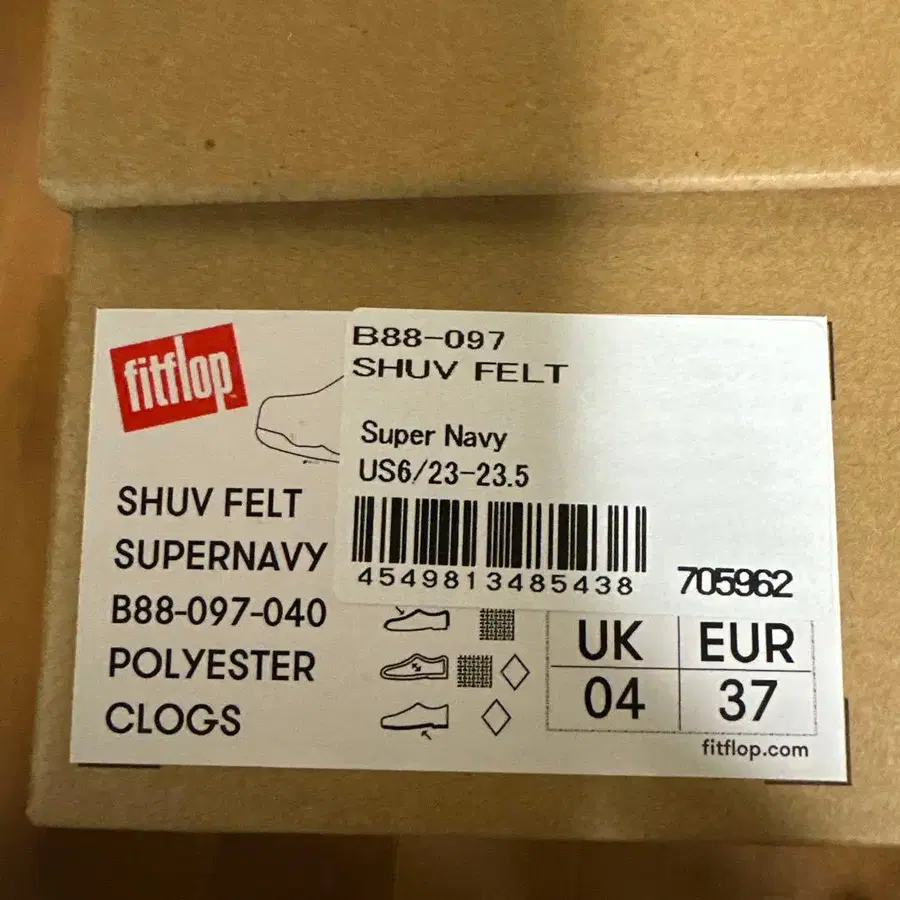 fitflop
B88-097
SHUV FELT
Super Navy
US6/23-23.5
4549813485438
705962
SHUV FELT
SUPERNAVY
B88-097-040
POLYESTER
CLOGS
UK EUR
04 37
fitflop.com